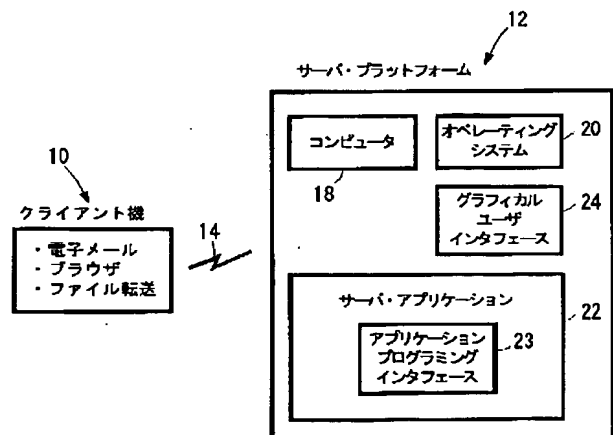 12
サーバ・プラットフォーム
コンピュータ
18
オペレーティング
システム
20
グラフィカル
ユーザ
インタフェース
24
10
クライアント機
・電子メール
・ブラウザ
・ファイル転送
14
サーバ・アプリケーション
22
アプリケーション
プログラミング
インタフェース
23